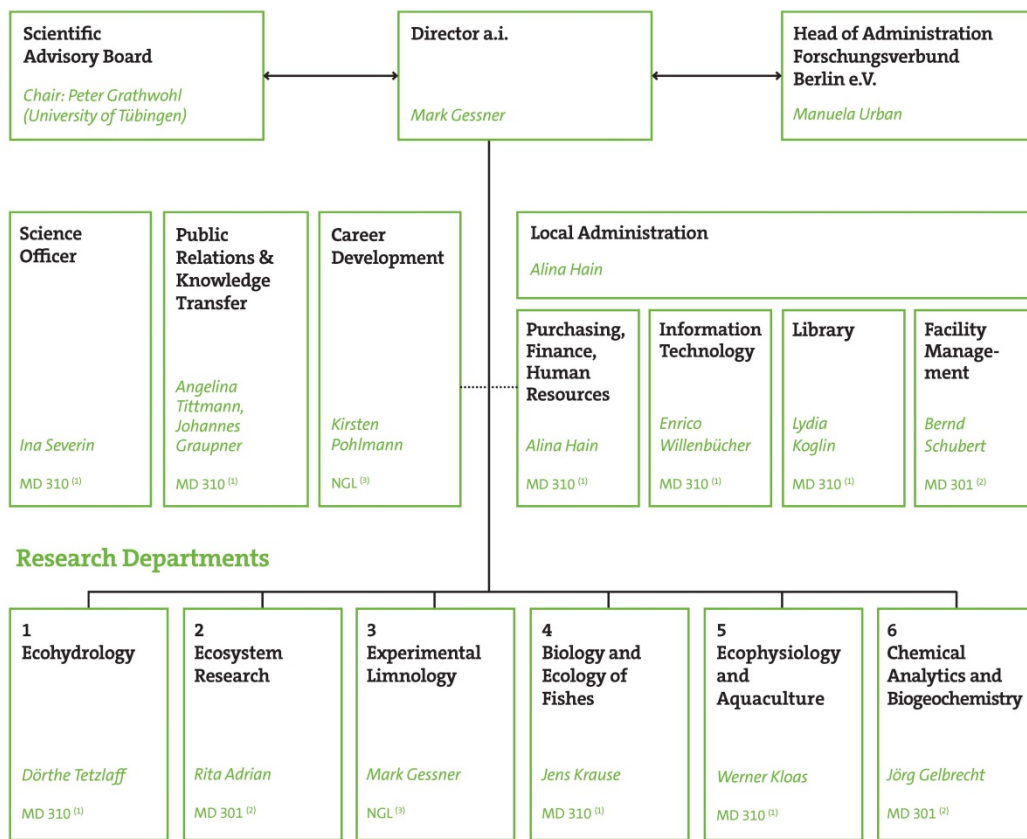 Scientific
Advisory Board
Chair: Peter Grathwohl
(University of Tübingen)
Director a.i.
Mark Gessner
Head of Administration
Forschungsverbund
Berlin e.V.
Manuela Urban
Science
Officer
Ina Severin
MD 310 (1)
Public
Relations &
Knowledge
Transfer
Angelina
Tittmann,
Johannes
Graupner
MD 310 (1)
Career
Development
Kirsten
Pohlmann
NGL (3)
Local Administration
Alina Hain
Purchasing,
Finance,
Human
Resources
Alina Hain
MD 310 (1)
Information
Technology
Enrico
Willenbücher
MD 310 (1)
Library
Lydia
Koglin
MD 310 (1)
Facility
Manage-
ment
Bernd
Schubert
MD 301 (2)
Research Departments
1
Ecohydrology
Dörthe Tetzlaff
MD 310 (1)
2
Ecosystem
Research
Rita Adrian
MD 301 (2)
3
Experimental
Limnology
Mark Gessner
NGL (3)
4
Biology and
Ecology of
Fishes
Jens Krause
MD 310 (1)
5
Ecophysiology
and
Aquaculture
Werner Kloas
MD 310 (1)
6
Chemical
Analytics and
Biogeochemistry
Jörg Gelbrecht
MD 301 (2)